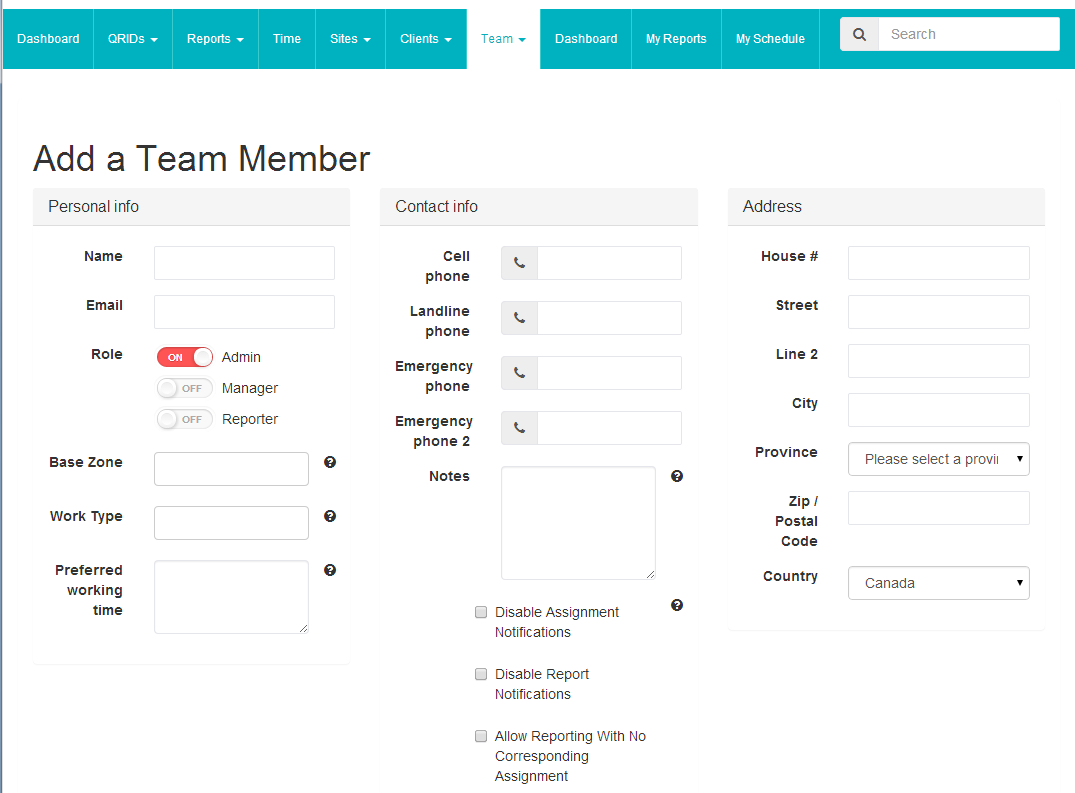 Dashboard QRIDs Reports Time Sites Clients Team Dashboard My Reports My Schedule Search
Add a Team Member
Personal info
Name
Email
Role
ON Admin
OFF Manager
OFF Reporter
Base Zone
Work Type
Preferred
working
time
Contact info
Cell
phone
Landline
phone
Emergency
phone
Emergency
phone 2
Notes
Disable Assignment
Notifications
Disable Report
Notifications
Allow Reporting With No
Corresponding
Assignment
Address
House #
Street
Line 2
City
Province Please select a provin
Zip /
Postal
Code
Country Canada